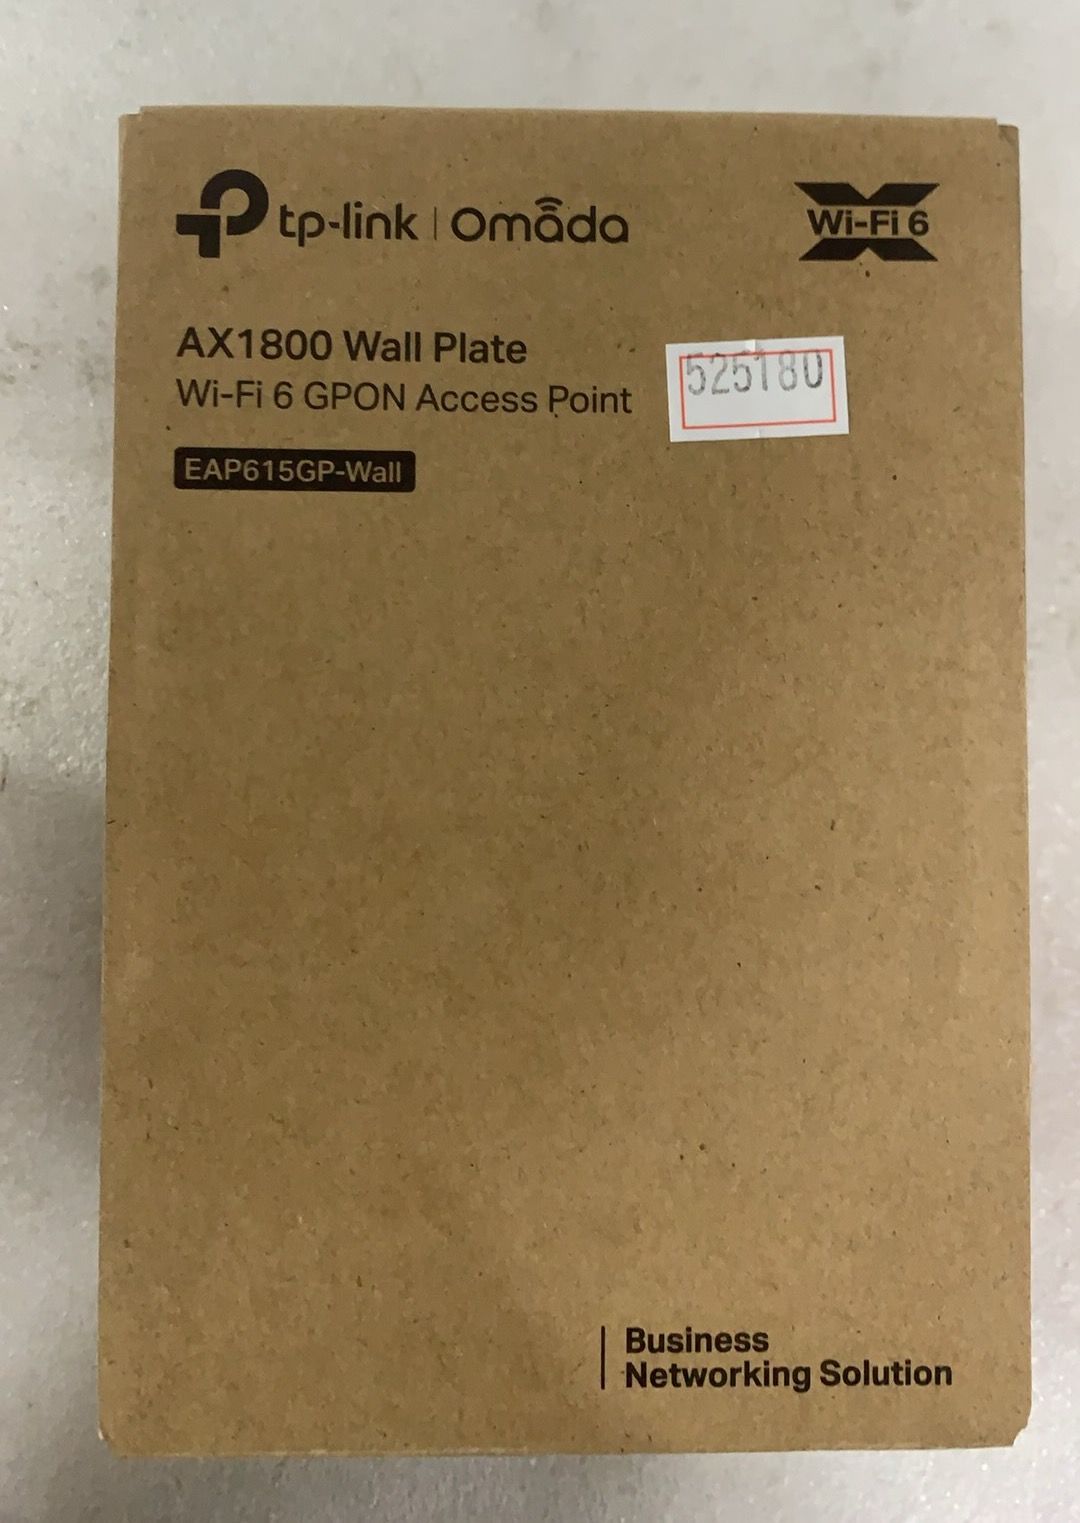 tp-link | Omada
Wi-Fi 6
AX1800 Wall Plate
Wi-Fi 6 GPON Access Point
525180
EAP615GP-Wall
Business
Networking Solution